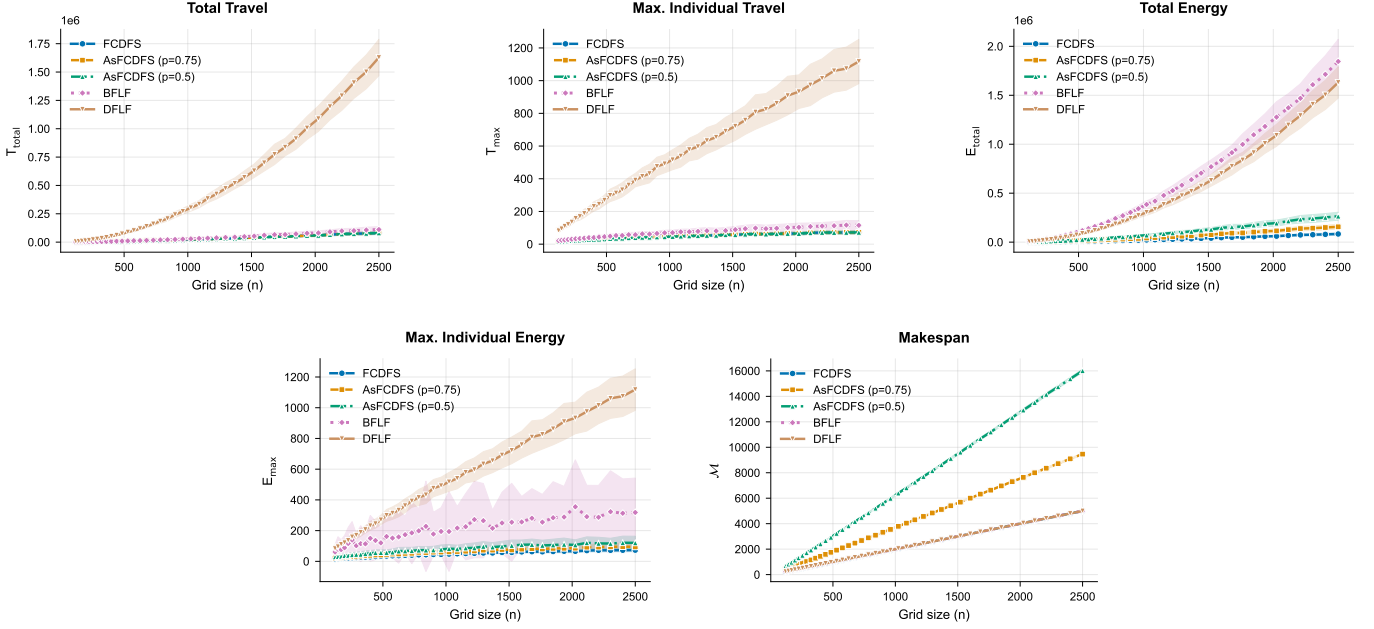 Total Travel
1e6
1.75
1.50
1.25
1.00
0.75
0.50
0.25
0.00
T_total
FCDFS
AsFCDFS (p=0.75)
AsFCDFS (p=0.5)
BFLF
DFLF
500
1000
1500
2000
2500
Grid size (n)
Max. Individual Travel
1200
1000
800
600
400
200
0
T_max
FCDFS
AsFCDFS (p=0.75)
AsFCDFS (p=0.5)
BFLF
DFLF
500
1000
1500
2000
2500
Grid size (n)
Total Energy
1e6
2.0
1.5
1.0
0.5
0.0
E_total
FCDFS
AsFCDFS (p=0.75)
AsFCDFS (p=0.5)
BFLF
DFLF
500
1000
1500
2000
2500
Grid size (n)
Max. Individual Energy
1200
1000
800
600
400
200
0
E_max
FCDFS
AsFCDFS (p=0.75)
AsFCDFS (p=0.5)
BFLF
DFLF
500
1000
1500
2000
2500
Grid size (n)
Makespan
16000
14000
12000
10000
8000
6000
4000
2000
0
ℳ
FCDFS
AsFCDFS (p=0.75)
AsFCDFS (p=0.5)
BFLF
DFLF
500
1000
1500
2000
2500
Grid size (n)